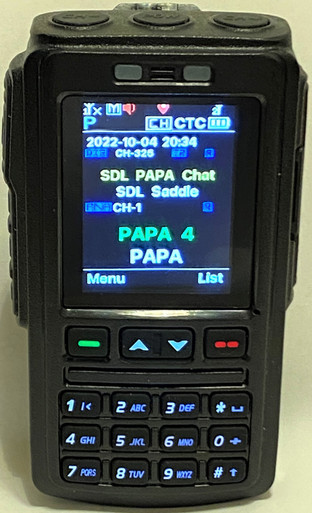 P CH CTC
2022-10-04 20:34
CH-326
SDL PAPA Chat
SDL Saddle
CH-1
PAPA 4
PAPA
Menu List
1 2 ABC 3 DEF *
4 GHI 5 JKL 6 MNO 0
7 PQRS 8 TUV 9 WXYZ #